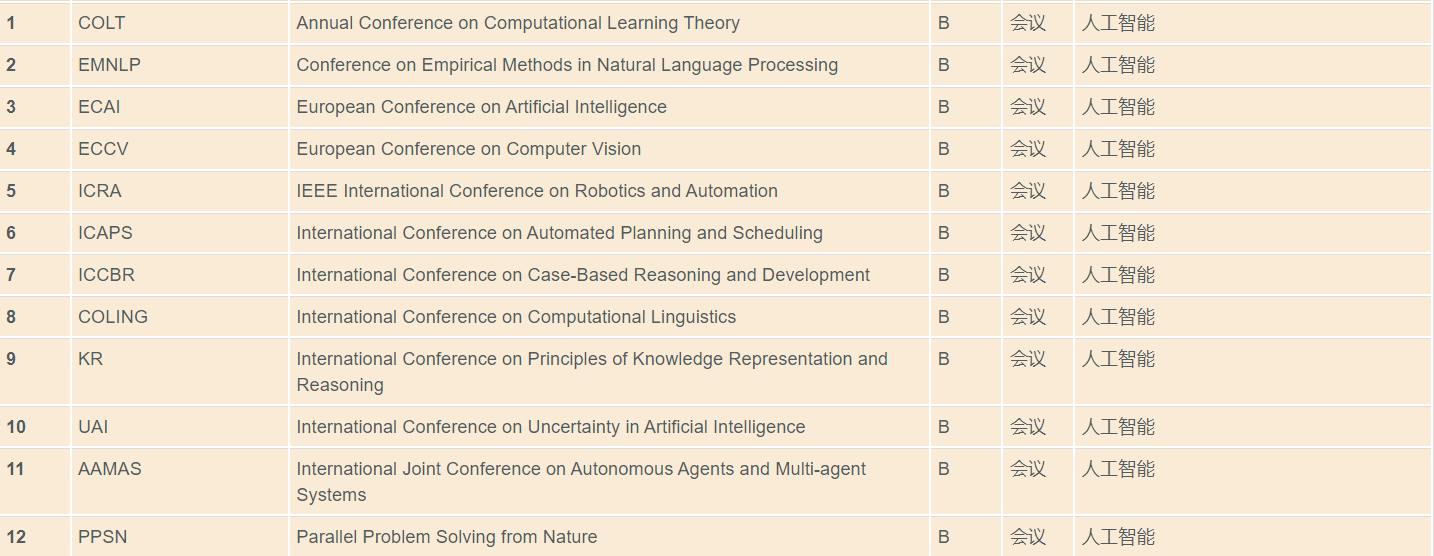 1 COLT Annual Conference on Computational Learning Theory B 会议 人工智能
2 EMNLP Conference on Empirical Methods in Natural Language Processing B 会议 人工智能
3 ECAI European Conference on Artificial Intelligence B 会议 人工智能
4 ECCV European Conference on Computer Vision B 会议 人工智能
5 ICRA IEEE International Conference on Robotics and Automation B 会议 人工智能
6 ICAPS International Conference on Automated Planning and Scheduling B 会议 人工智能
7 ICCBR International Conference on Case-Based Reasoning and Development B 会议 人工智能
8 COLING International Conference on Computational Linguistics B 会议 人工智能
9 KR International Conference on Principles of Knowledge Representation and B 会议 人工智能
Reasoning
10 UAI International Conference on Uncertainty in Artificial Intelligence B 会议 人工智能
11 AAMAS International Joint Conference on Autonomous Agents and Multi-agent B 会议 人工智能
Systems
12 PPSN Parallel Problem Solving from Nature B 会议 人工智能